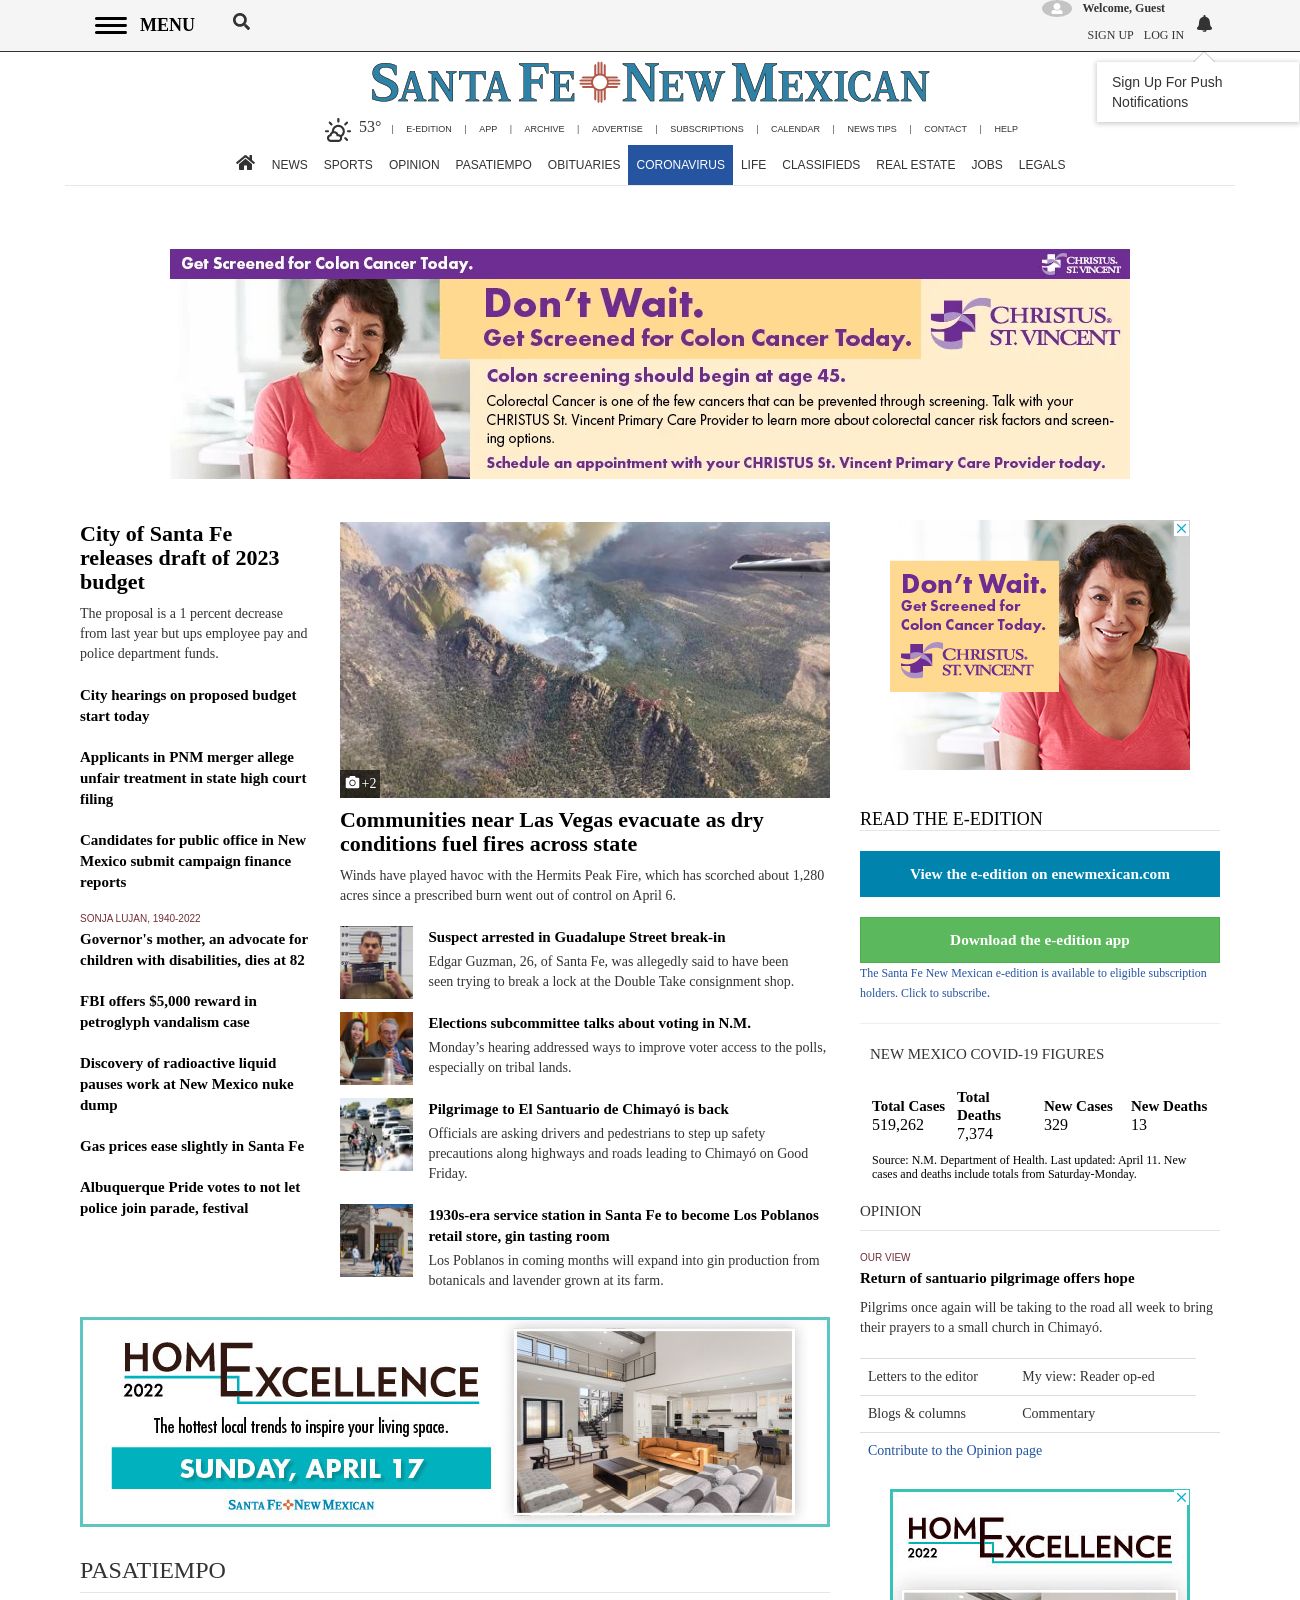 MENU
Welcome, Guest
SIGN UP LOG IN
Sign Up For Push
Notifications
SANTA FE NEW MEXICAN
53° | E-EDITION | APP | ARCHIVE | ADVERTISE | SUBSCRIPTIONS | CALENDAR | NEWS TIPS | CONTACT | HELP
NEWS SPORTS OPINION PASATIEMPO OBITUARIES CORONAVIRUS LIFE CLASSIFIEDS REAL ESTATE JOBS LEGALS
Get Screened for Colon Cancer Today.
CHRISTUS.
ST. VINCENT
Don't Wait.
Get Screened for Colon Cancer Today.
CHRISTUS®
ST. VINCENT
Colon screening should begin at age 45.
Colorectal Cancer is one of the few cancers that can be prevented through screening. Talk with your
CHRISTUS St. Vincent Primary Care Provider to learn more about colorectal cancer risk factors and screen-
ing options.
Schedule an appointment with your CHRISTUS St. Vincent Primary Care Provider today.
City of Santa Fe
releases draft of 2023
budget
The proposal is a 1 percent decrease
from last year but ups employee pay and
police department funds.
City hearings on proposed budget
start today
Applicants in PNM merger allege
unfair treatment in state high court
filing
Candidates for public office in New
Mexico submit campaign finance
reports
SONJA LUJAN, 1940-2022
Governor's mother, an advocate for
children with disabilities, dies at 82
FBI offers $5,000 reward in
petroglyph vandalism case
Discovery of radioactive liquid
pauses work at New Mexico nuke
dump
Gas prices ease slightly in Santa Fe
Albuquerque Pride votes to not let
police join parade, festival
+2
Communities near Las Vegas evacuate as dry
conditions fuel fires across state
Winds have played havoc with the Hermits Peak Fire, which has scorched about 1,280
acres since a prescribed burn went out of control on April 6.
Suspect arrested in Guadalupe Street break-in
Edgar Guzman, 26, of Santa Fe, was allegedly said to have been
seen trying to break a lock at the Double Take consignment shop.
Elections subcommittee talks about voting in N.M.
Monday’s hearing addressed ways to improve voter access to the polls,
especially on tribal lands.
Pilgrimage to El Santuario de Chimayó is back
Officials are asking drivers and pedestrians to step up safety
precautions along highways and roads leading to Chimayó on Good
Friday.
1930s-era service station in Santa Fe to become Los Poblanos
retail store, gin tasting room
Los Poblanos in coming months will expand into gin production from
botanicals and lavender grown at its farm.
Don't Wait.
Get Screened for
Colon Cancer Today.
CHRISTUS.
ST. VINCENT
READ THE E-EDITION
View the e-edition on enewmexican.com
Download the e-edition app
The Santa Fe New Mexican e-edition is available to eligible subscription
holders. Click to subscribe.
NEW MEXICO COVID-19 FIGURES
Total Cases
519,262
Total
Deaths
7,374
New Cases
329
New Deaths
13
Source: N.M. Department of Health. Last updated: April 11. New
cases and deaths include totals from Saturday-Monday.
OPINION
OUR VIEW
Return of santuario pilgrimage offers hope
Pilgrims once again will be taking to the road all week to bring
their prayers to a small church in Chimayó.
Letters to the editor My view: Reader op-ed
Blogs & columns Commentary
Contribute to the Opinion page
HOMEEXCELLENCE
2022
The hottest local trends to inspire your living space.
SUNDAY, APRIL 17
SANTA FE NEW MEXICAN
HOMEEXCELLENCE
2022
PASATIEMPO